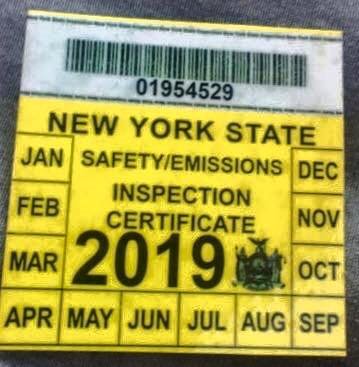 01954529
NEW YORK STATE
JAN SAFETY/EMISSIONS DEC
INSPECTION
FEB CERTIFICATE NOV
MAR 2019 OCT
APR MAY JUN JUL AUG SEP